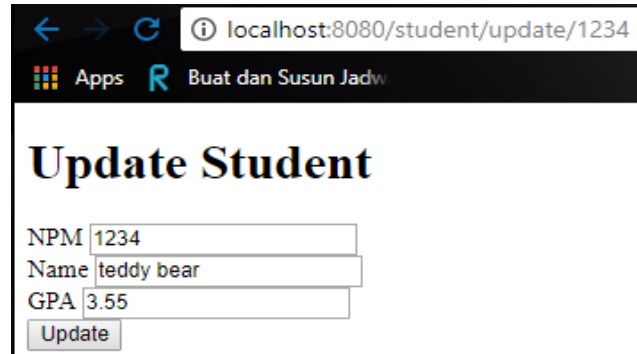 localhost:8080/student/update/1234
Apps Buat dan Susun Jadw
Update Student
NPM 1234
Name teddy bear
GPA 3.55
Update